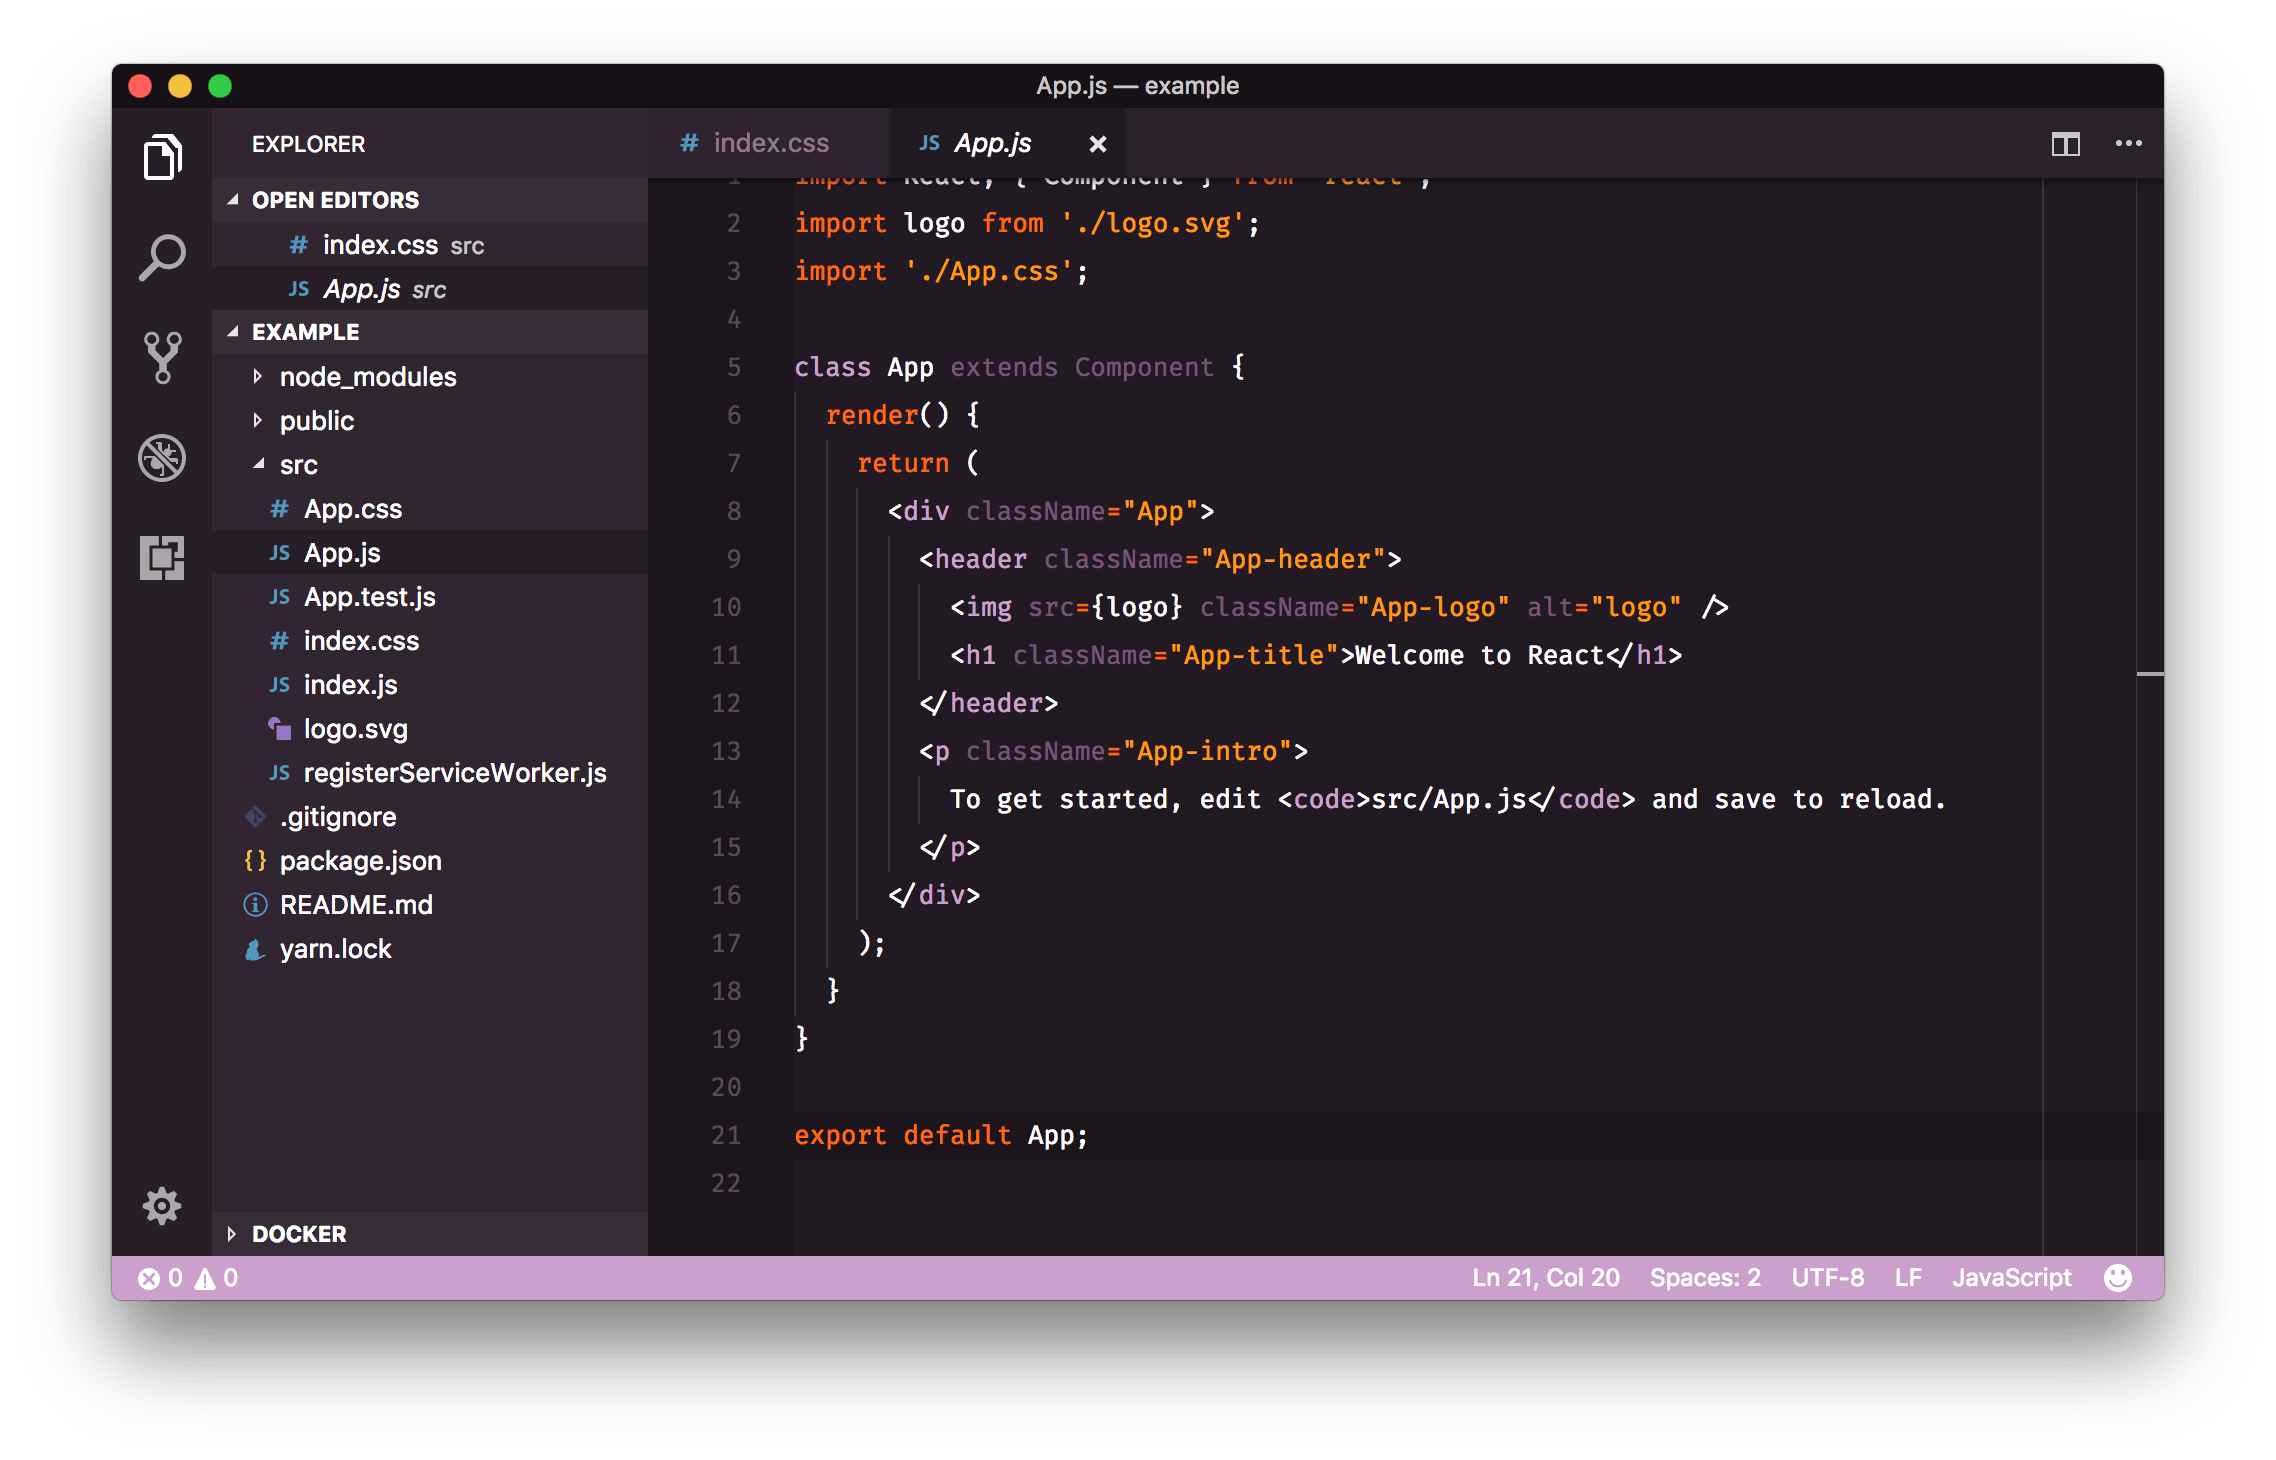 App.js — example
EXPLORER
OPEN EDITORS
# index.css src
JS App.js src
EXAMPLE
node_modules
public
src
# App.css
JS App.js
JS App.test.js
# index.css
JS index.js
logo.svg
JS registerServiceWorker.js
.gitignore
{} package.json
README.md
yarn.lock
DOCKER
# index.css
JS App.js
1 import React, { Component } from 'react';
2 import logo from './logo.svg';
3 import './App.css';
4
5 class App extends Component {
6 render() {
7 return (
8 <div className="App">
9 <header className="App-header">
10 <img src={logo} className="App-logo" alt="logo" />
11 <h1 className="App-title">Welcome to React</h1>
12 </header>
13 <p className="App-intro">
14 To get started, edit <code>src/App.js</code> and save to reload.
15 </p>
16 </div>
17 );
18 }
19 }
20
21 export default App;
22
0 0
Ln 21, Col 20 Spaces: 2 UTF-8 LF JavaScript